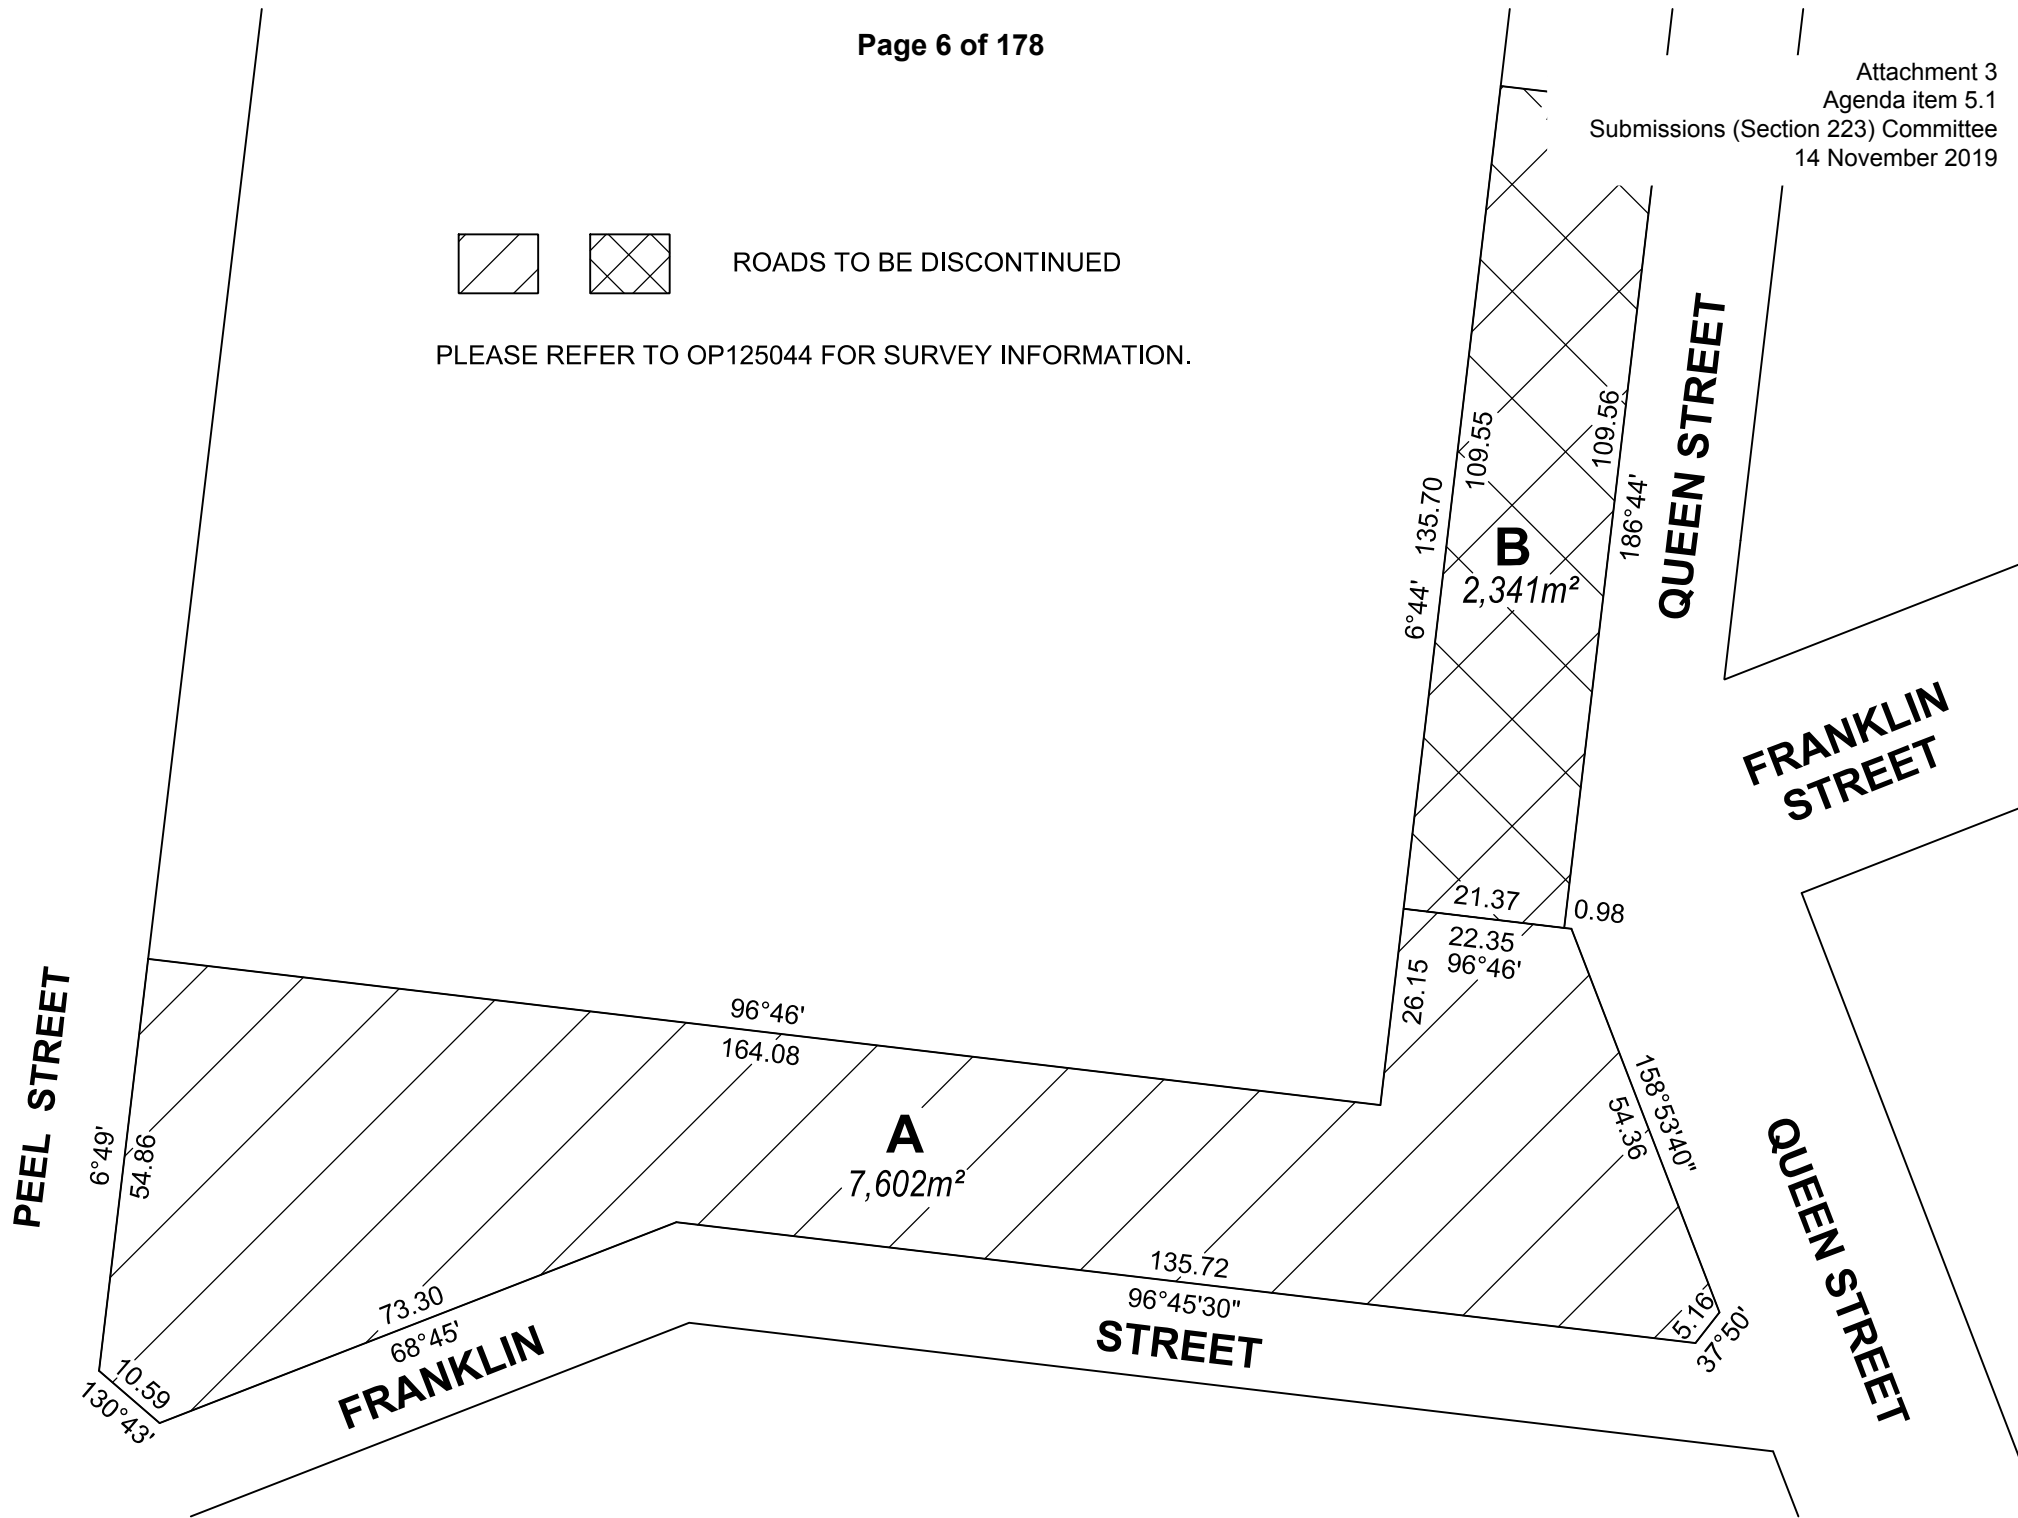 Page 6 of 178
Attachment 3
Agenda item 5.1
Submissions (Section 223) Committee
14 November 2019
ROADS TO BE DISCONTINUED
PLEASE REFER TO OP125044 FOR SURVEY INFORMATION.
QUEEN STREET
109.55
109.56
135.70
186°44'
6°44'
B
2,341m²
FRANKLIN
STREET
21.37
0.98
22.35
96°46'
26.15
PEEL STREET
96°46'
164.08
158°53'40"
54.36
A
7,602m²
6°49'
54.86
QUEEN STREET
135.72
96°45'30"
5.16
37°50'
73.30
68°45'
FRANKLIN
STREET
10.59
130°43'